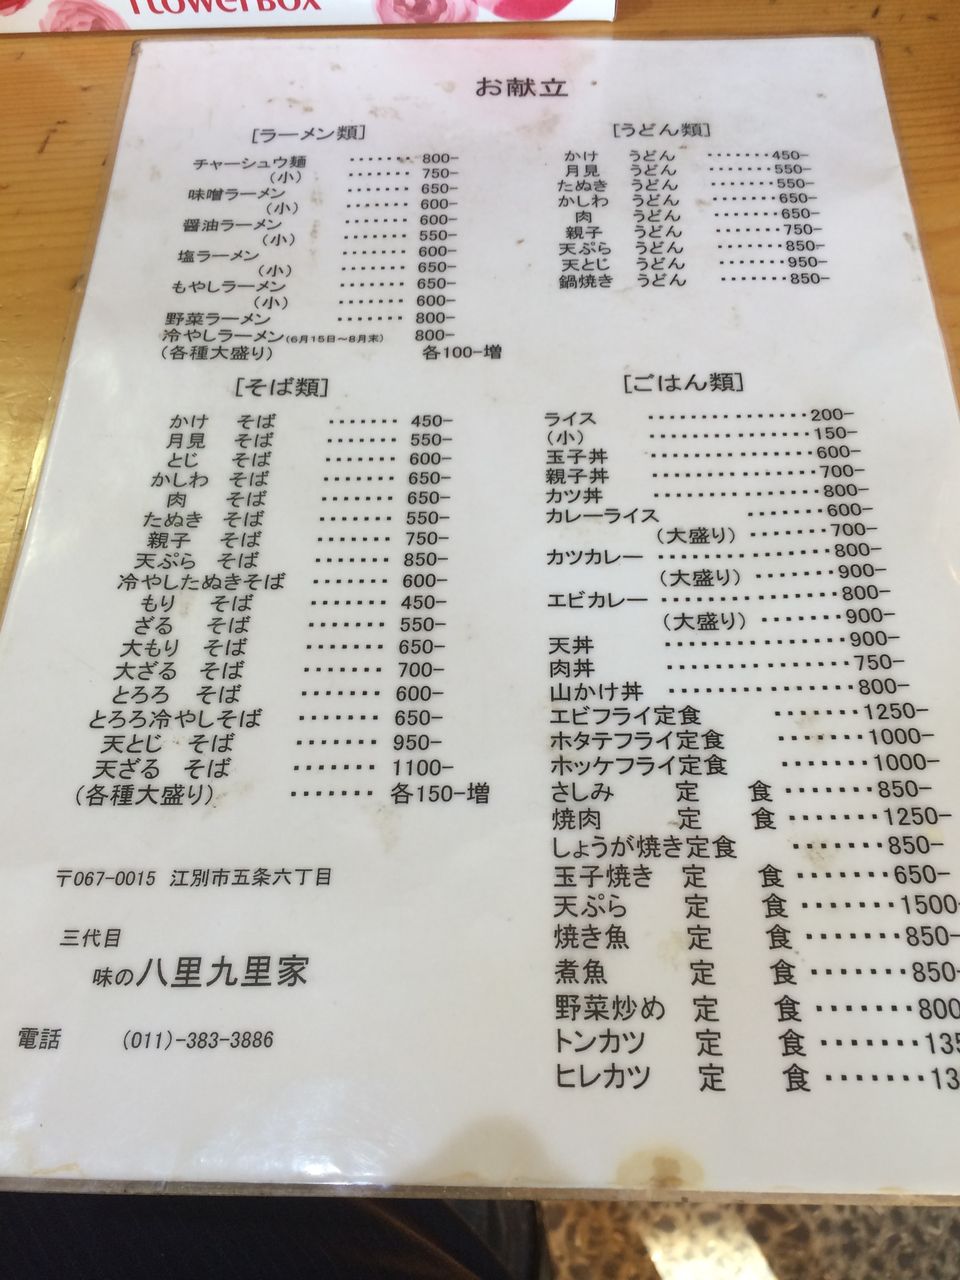 FLOWERBOX
お献立
[ラーメン類]
チャーシュウ麺 ・・・・・・・ 800-
(小) ・・・・・・・ 750-
味噌ラーメン ・・・・・・・ 650-
(小) ・・・・・・・ 600-
醤油ラーメン ・・・・・・・ 600-
(小) ・・・・・・・ 550-
塩ラーメン ・・・・・・・ 600-
(小) ・・・・・・・ 650-
もやしラーメン ・・・・・・・ 650-
(小) ・・・・・・・ 600-
野菜ラーメン ・・・・・・・ 800-
冷やしラーメン(6月15日~8月末) 800-
(各種大盛り) 各100-増
[うどん類]
かけ うどん ・・・・・・・450-
月見 うどん ・・・・・・・550-
たぬき うどん ・・・・・・・550-
かしわ うどん ・・・・・・・650-
肉 うどん ・・・・・・・650-
親子 うどん ・・・・・・・750-
天ぷら うどん ・・・・・・・850-
天とじ うどん ・・・・・・・950-
鍋焼き うどん ・・・・・・・850-
[そば類]
かけ そば ・・・・・・・ 450-
月見 そば ・・・・・・・ 550-
とじ そば ・・・・・・・ 600-
かしわ そば ・・・・・・・ 650-
肉 そば ・・・・・・・ 650-
たぬき そば ・・・・・・・ 550-
親子 そば ・・・・・・・ 750-
天ぷら そば ・・・・・・・ 850-
冷やしたぬきそば ・・・・・・・ 600-
もり そば ・・・・・・・ 450-
ざる そば ・・・・・・・ 550-
大もり そば ・・・・・・・ 650-
大ざる そば ・・・・・・・ 700-
とろろ そば ・・・・・・・ 600-
とろろ冷やしそば ・・・・・・・ 650-
天とじ そば ・・・・・・・ 950-
天ざる そば ・・・・・・・ 1100-
(各種大盛り) ・・・・・・・ 各150-増
[ごはん類]
ライス ・・・・・・・・・・・・・・200-
(小) ・・・・・・・・・・・・・・150-
玉子丼 ・・・・・・・・・・・・・・600-
親子丼 ・・・・・・・・・・・・・・700-
カツ丼 ・・・・・・・・・・・・・・800-
カレーライス ・・・・・・・600-
(大盛り) ・・・・・・・700-
カツカレー ・・・・・・・・・・・・・・800-
(大盛り) ・・・・・・・900-
エビカレー ・・・・・・・・・・・・・・800-
(大盛り) ・・・・・・・900-
天丼 ・・・・・・・・・・・・・・900-
肉丼 ・・・・・・・・・・・・・・750-
山かけ丼 ・・・・・・・・・・・・・・800-
エビフライ定食 ・・・・・・・1250-
ホタテフライ定食 ・・・・・・・1000-
ホッケフライ定食 ・・・・・・・1000-
さしみ 定 食 ・・・・・・・850-
焼肉 定 食 ・・・・・・・1250-
しょうが焼き定食 ・・・・・・・850-
玉子焼き 定 食 ・・・・・・・650-
天ぷら 定 食 ・・・・・・・1500-
焼き魚 定 食 ・・・・・・・850-
煮魚 定 食 ・・・・・・・850-
野菜炒め 定 食 ・・・・・・・800
トンカツ 定 食 ・・・・・・・135
ヒレカツ 定 食 ・・・・・・・13
〒067-0015 江別市五条六丁目
三代目
味の八里九里家
電話 (011)-383-3886